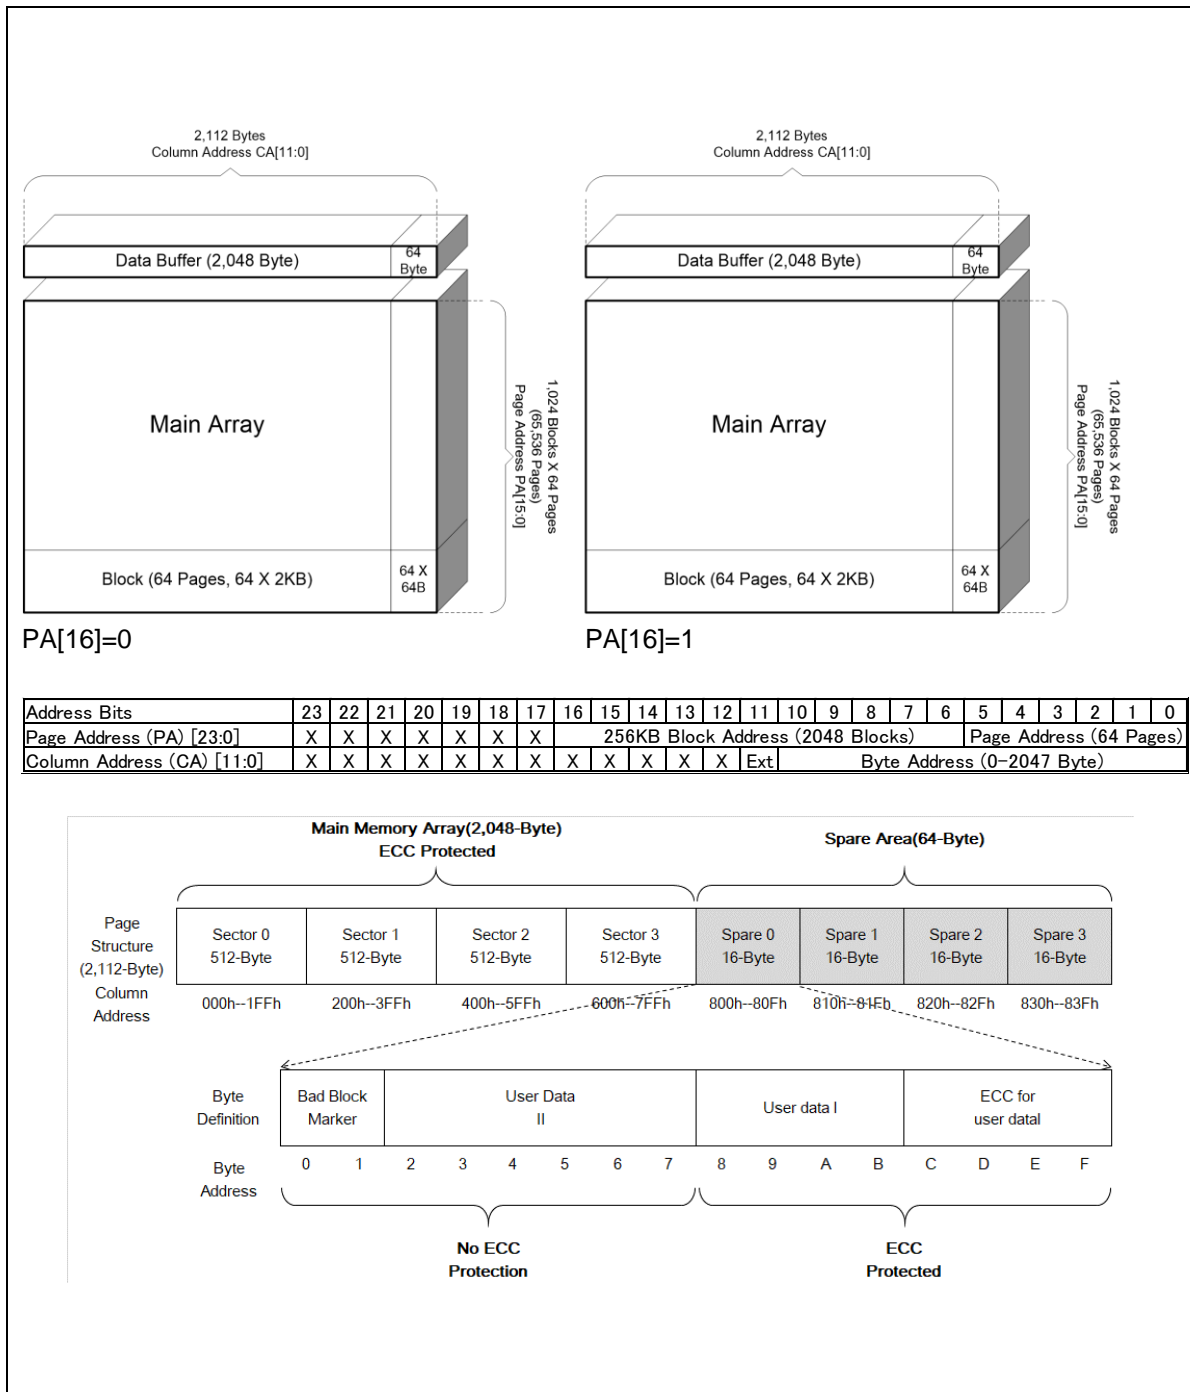 2,112 Bytes
Column Address CA[11:0]
2,112 Bytes
Column Address CA[11:0]
Data Buffer (2,048 Byte)
64
Byte
Data Buffer (2,048 Byte)
64
Byte
Main Array
1,024 Blocks X 64 Pages
(65,536 Pages)
Page Address PA[15:0]
Main Array
1,024 Blocks X 64 Pages
(65,536 Pages)
Page Address PA[15:0]
Block (64 Pages, 64 X 2KB)
64 X
64B
Block (64 Pages, 64 X 2KB)
64 X
64B
PA[16]=0
PA[16]=1
Address Bits 23 22 21 20 19 18 17 16 15 14 13 12 11 10 9 8 7 6 5 4 3 2 1 0
Page Address (PA) [23:0] X X X X X X X 256KB Block Address (2048 Blocks) Page Address (64 Pages)
Column Address (CA) [11:0] X X X X X X X X X X X X Ext Byte Address (0-2047 Byte)
Main Memory Array(2,048-Byte)
ECC Protected
Spare Area(64-Byte)
Page
Structure
(2,112-Byte)
Column
Address
Sector 0
512-Byte
Sector 1
512-Byte
Sector 2
512-Byte
Sector 3
512-Byte
Spare 0
16-Byte
Spare 1
16-Byte
Spare 2
16-Byte
Spare 3
16-Byte
000h--1FFh 200h--3FFh 400h--5FFh 600h--7FFh 800h--80Fh 810h--81Fh 820h--82Fh 830h--83Fh
Byte
Definition
Bad Block
Marker
User Data
II
User data I
ECC for
user dataI
Byte
Address
0 1 2 3 4 5 6 7 8 9 A B C D E F
No ECC
Protection
ECC
Protected